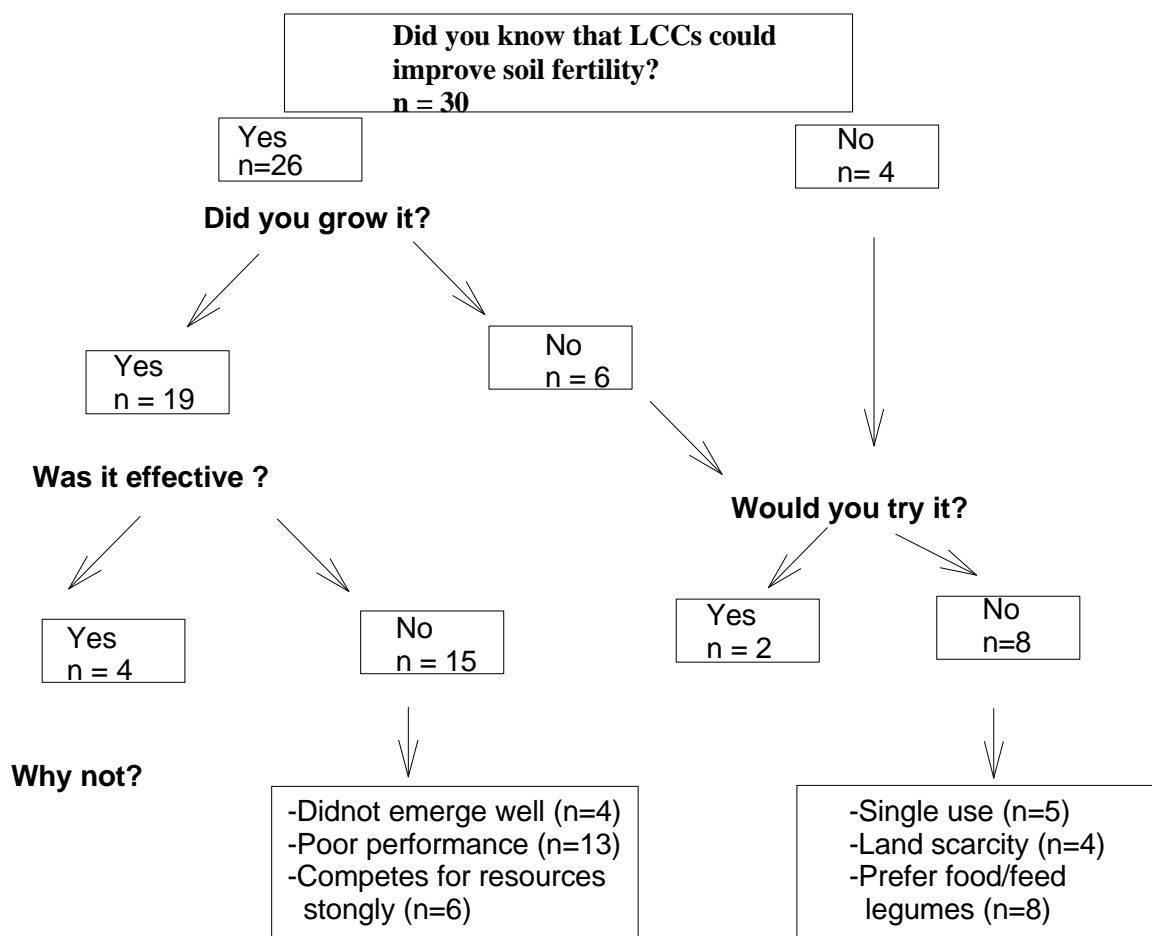 Did you know that LCCs could
improve soil fertility?
n = 30
Yes
n=26
No
n= 4
Did you grow it?
Yes
n = 19
No
n = 6
Was it effective ?
Would you try it?
Yes
n = 4
No
n = 15
Yes
n = 2
No
n=8
Why not?
-Didnot emerge well (n=4)
-Poor performance (n=13)
-Competes for resources
stongly (n=6)
-Single use (n=5)
-Land scarcity (n=4)
-Prefer food/feed
legumes (n=8)